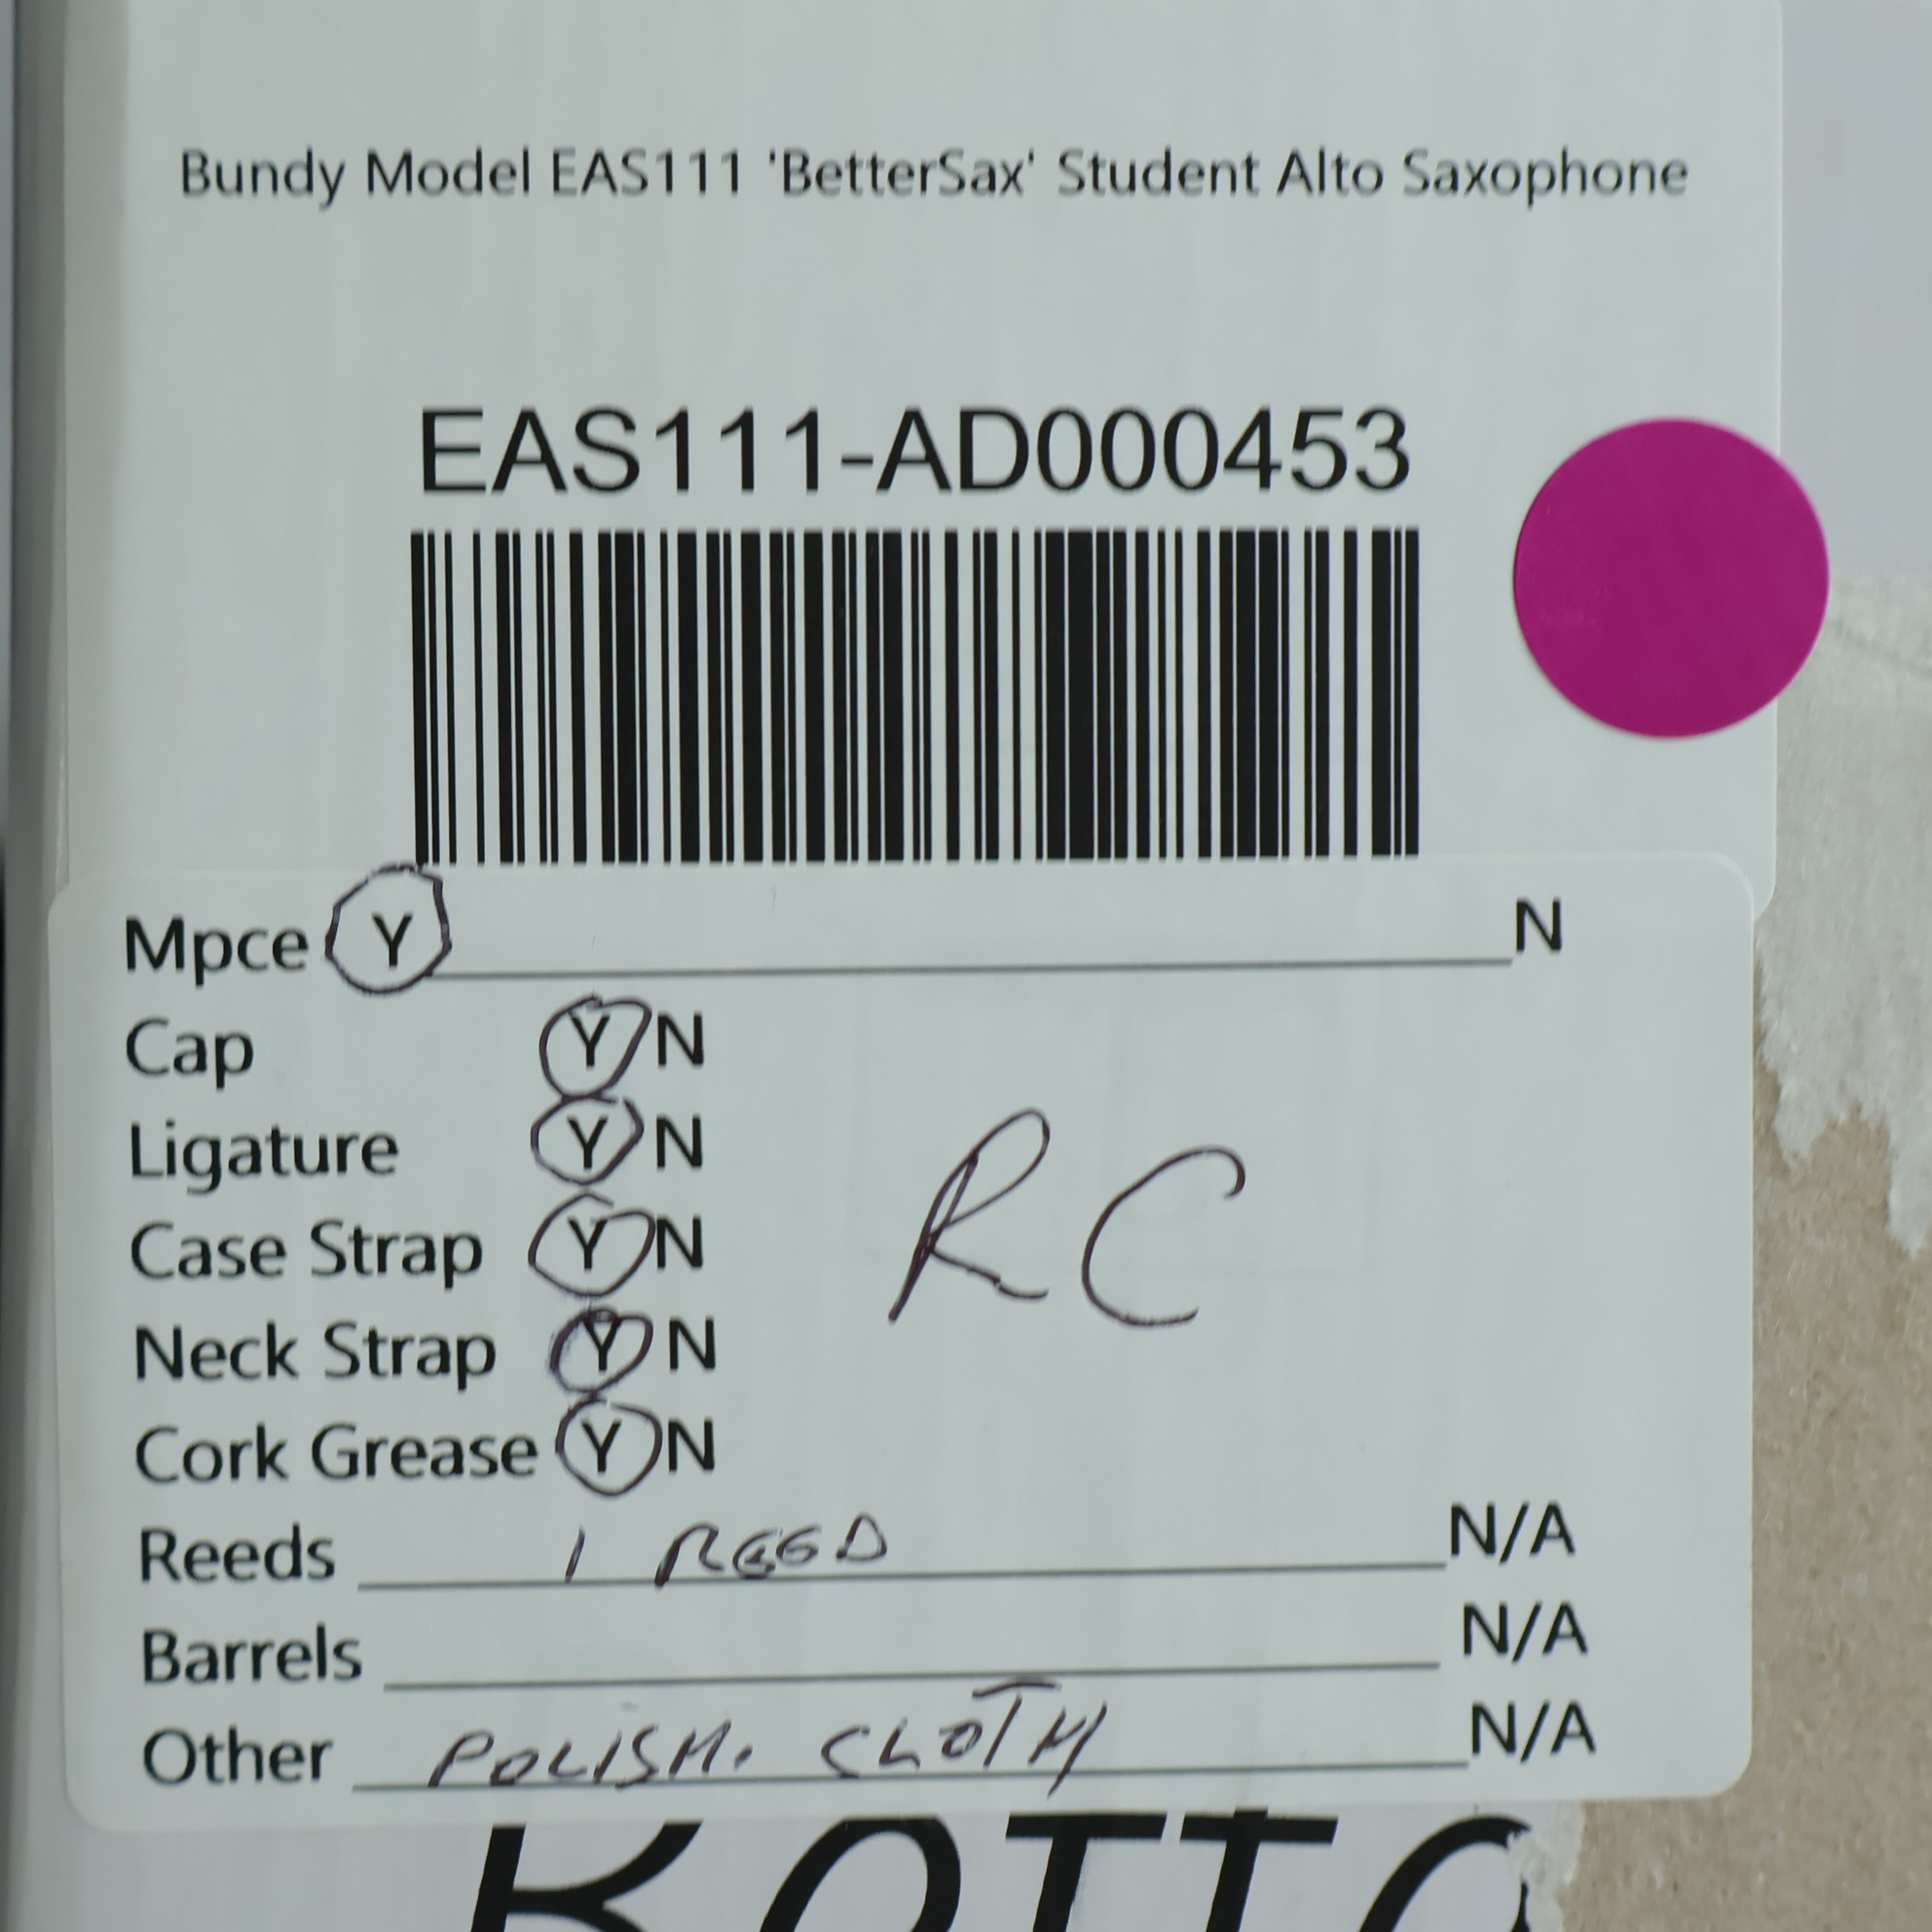 Bundy Model EAS111 'BetterSax' Student Alto Saxophone
EAS111-AD000453
Mpce Y N
Cap Y N
Ligature Y N
Case Strap Y N
RC
Neck Strap Y N
Cork Grease Y N
Reeds 1 REED N/A
Barrels N/A
Other POLISH. CLOTH N/A